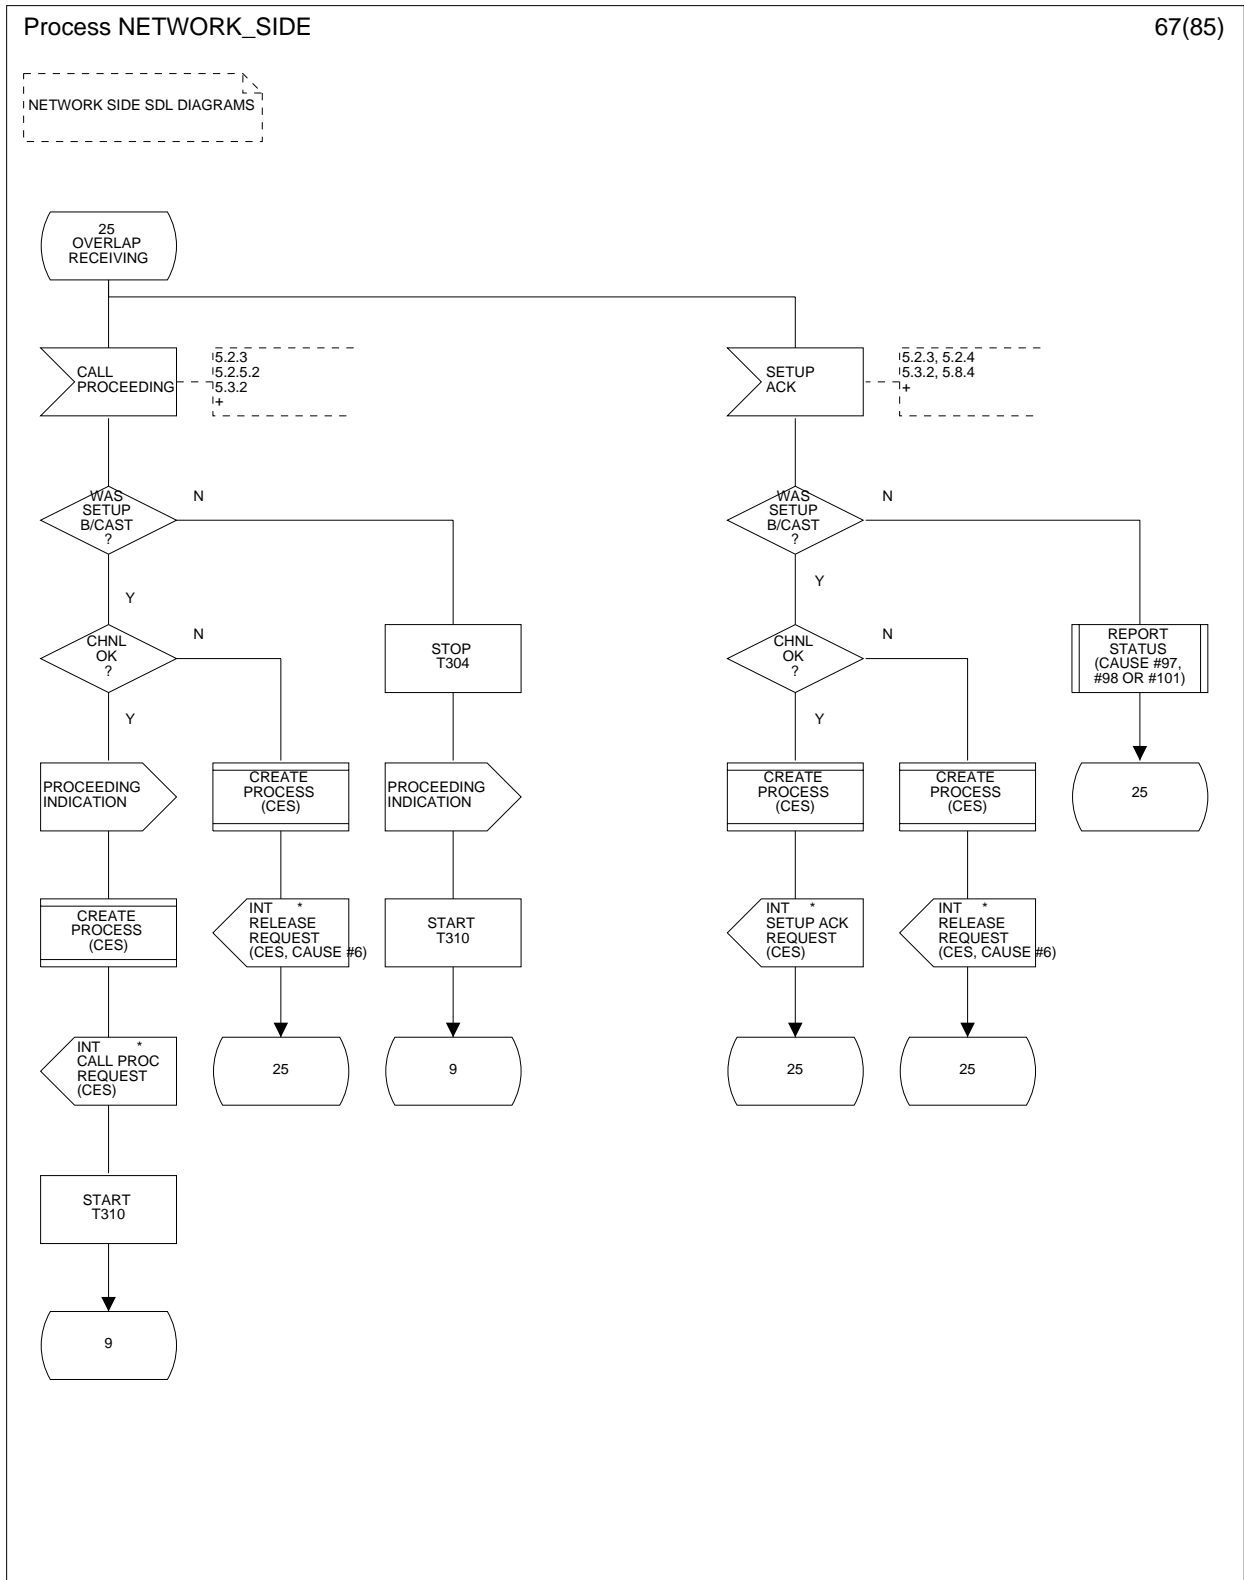 Process NETWORK_SIDE
67(85)
NETWORK SIDE SDL DIAGRAMS
25
OVERLAP
RECEIVING
CALL
PROCEEDING
5.2.3
5.2.5.2
5.3.2
+
SETUP
ACK
5.2.3, 5.2.4
5.3.2, 5.8.4
+
WAS
SETUP
B/CAST
?
N
Y
WAS
SETUP
B/CAST
?
N
Y
CHNL
OK
?
N
Y
STOP
T304
CHNL
OK
?
N
Y
REPORT
STATUS
(CAUSE #97,
#98 OR #101)
PROCEEDING
INDICATION
CREATE
PROCESS
(CES)
PROCEEDING
INDICATION
CREATE
PROCESS
(CES)
CREATE
PROCESS
(CES)
25
CREATE
PROCESS
(CES)
INT *
RELEASE
REQUEST
(CES, CAUSE #6)
START
T310
INT *
SETUP ACK
REQUEST
(CES)
INT *
RELEASE
REQUEST
(CES, CAUSE #6)
INT *
CALL PROC
REQUEST
(CES)
25
9
25
25
START
T310
9